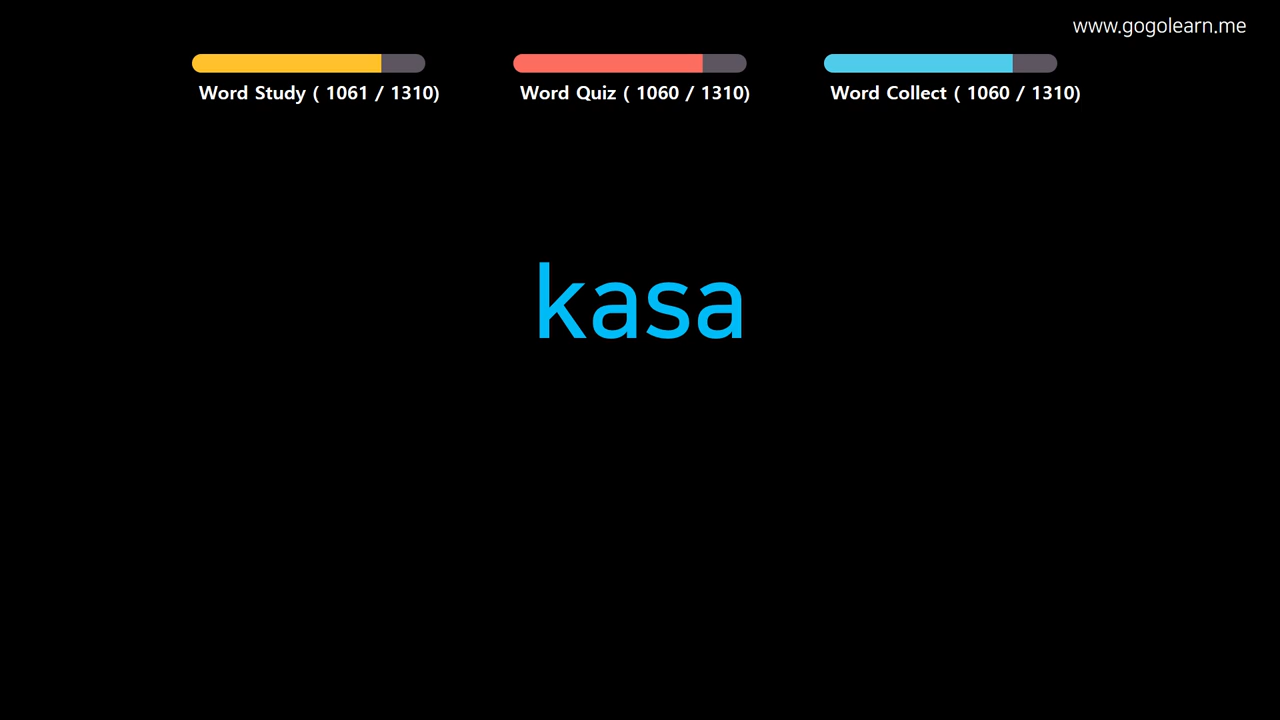 www.gogolearn.me
Word Study ( 1061 / 1310)
Word Quiz ( 1060 / 1310)
Word Collect ( 1060 / 1310)
kasa